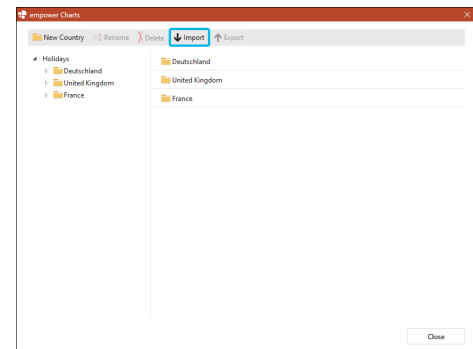 empower Charts
New Country Rename Delete Import Export
Holidays
Deutschland
United Kingdom
France
Deutschland
United Kingdom
France
Close